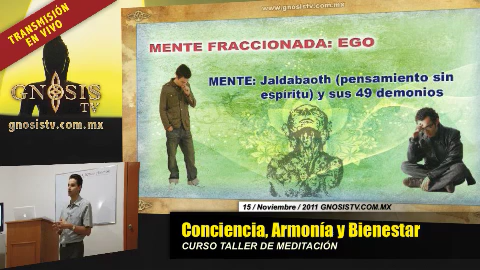 TRANSMISIÓN
EN VIVO
GNOSIS
TV
gnosistv.com.mx
www.gnosistv.com.mx
MENTE FRACCIONADA: EGO
MENTE: Jaldabaoth (pensamiento sin
espíritu) y sus 49 demonios
15 / Noviembre / 2011 GNOSISTV.COM.MX
Conciencia, Armonía y Bienestar
CURSO TALLER DE MEDITACIÓN